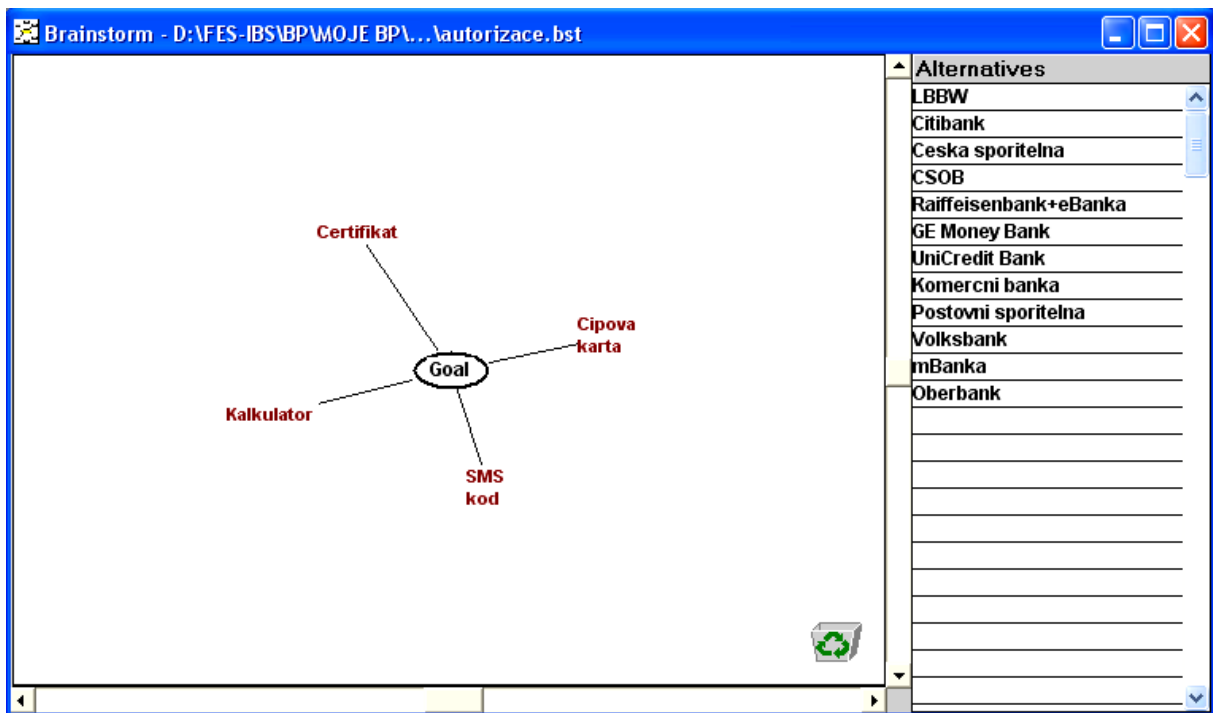 Brainstorm - D:\FES-IBS\BP\MOJE BP\...\autorizace.bst
Certifikat
Cipova
karta
Goal
Kalkulator
SMS
kod
Alternatives
LBBW
Citibank
Ceska sporitelna
CSOB
Raiffeisenbank+eBanka
GE Money Bank
UniCredit Bank
Komercni banka
Postovni sporitelna
Volksbank
mBanka
Oberbank